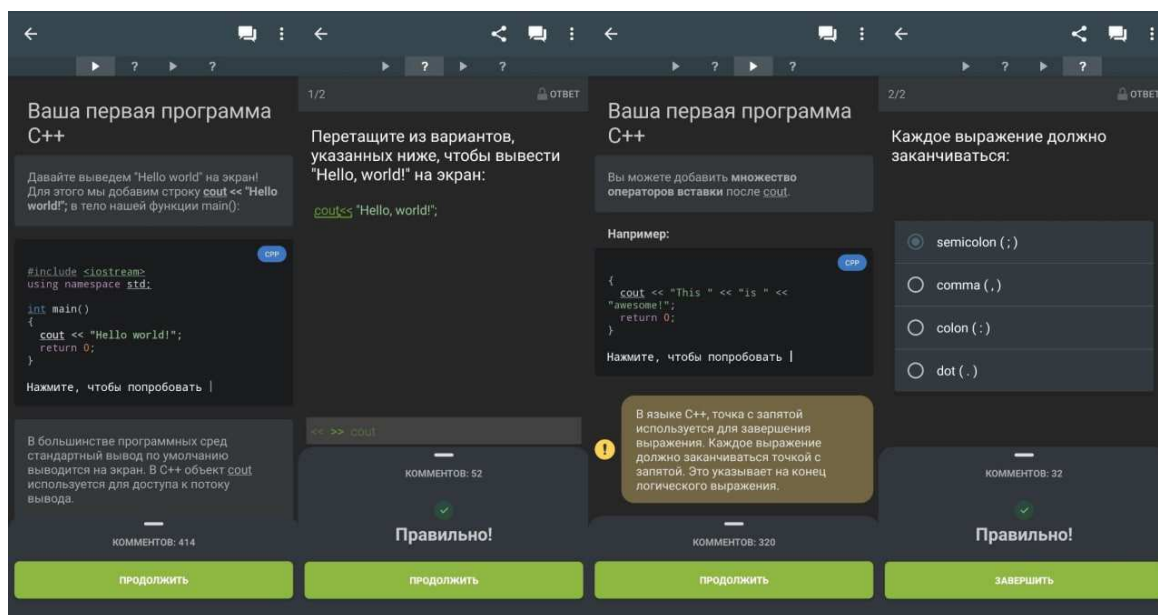 ?
?
Ваша первая программа
C++
Давайте выведем "Hello world" на экран!
Для этого мы добавим строку cout << "Hello
world!"; в тело нашей функции main():
CPP
#include <iostream>
using namespace std;
int main()
{
cout << "Hello world!";
return 0;
}
Нажмите, чтобы попробовать |
В большинстве программных сред
стандартный вывод по умолчанию
выводится на экран. В C++ объект cout
используется для доступа к потоку
вывода.
КОММЕНТОВ: 414
ПРОДОЛЖИТЬ
?
?
1/2
ОТВЕТ
Перетащите из вариантов,
указанных ниже, чтобы вывести
"Hello, world!" на экран:
cout<< "Hello, world!";
<< >> cout
КОММЕНТОВ: 52
Правильно!
ПРОДОЛЖИТЬ
?
?
Ваша первая программа
C++
Вы можете добавить множество
операторов вставки после cout.
Например:
CPP
{
cout << "This " << "is " <<
"awesome!";
return 0;
}
Нажмите, чтобы попробовать |
! В языке C++, точка с запятой
используется для завершения
выражения. Каждое выражение
должно заканчиваться точкой с
запятой. Это указывает на конец
логического выражения.
КОММЕНТОВ: 320
ПРОДОЛЖИТЬ
?
?
2/2
ОТВЕТ
Каждое выражение должно
заканчиваться:
semicolon ( ; )
comma ( , )
colon ( : )
dot ( . )
КОММЕНТОВ: 32
Правильно!
ЗАВЕРШИТЬ